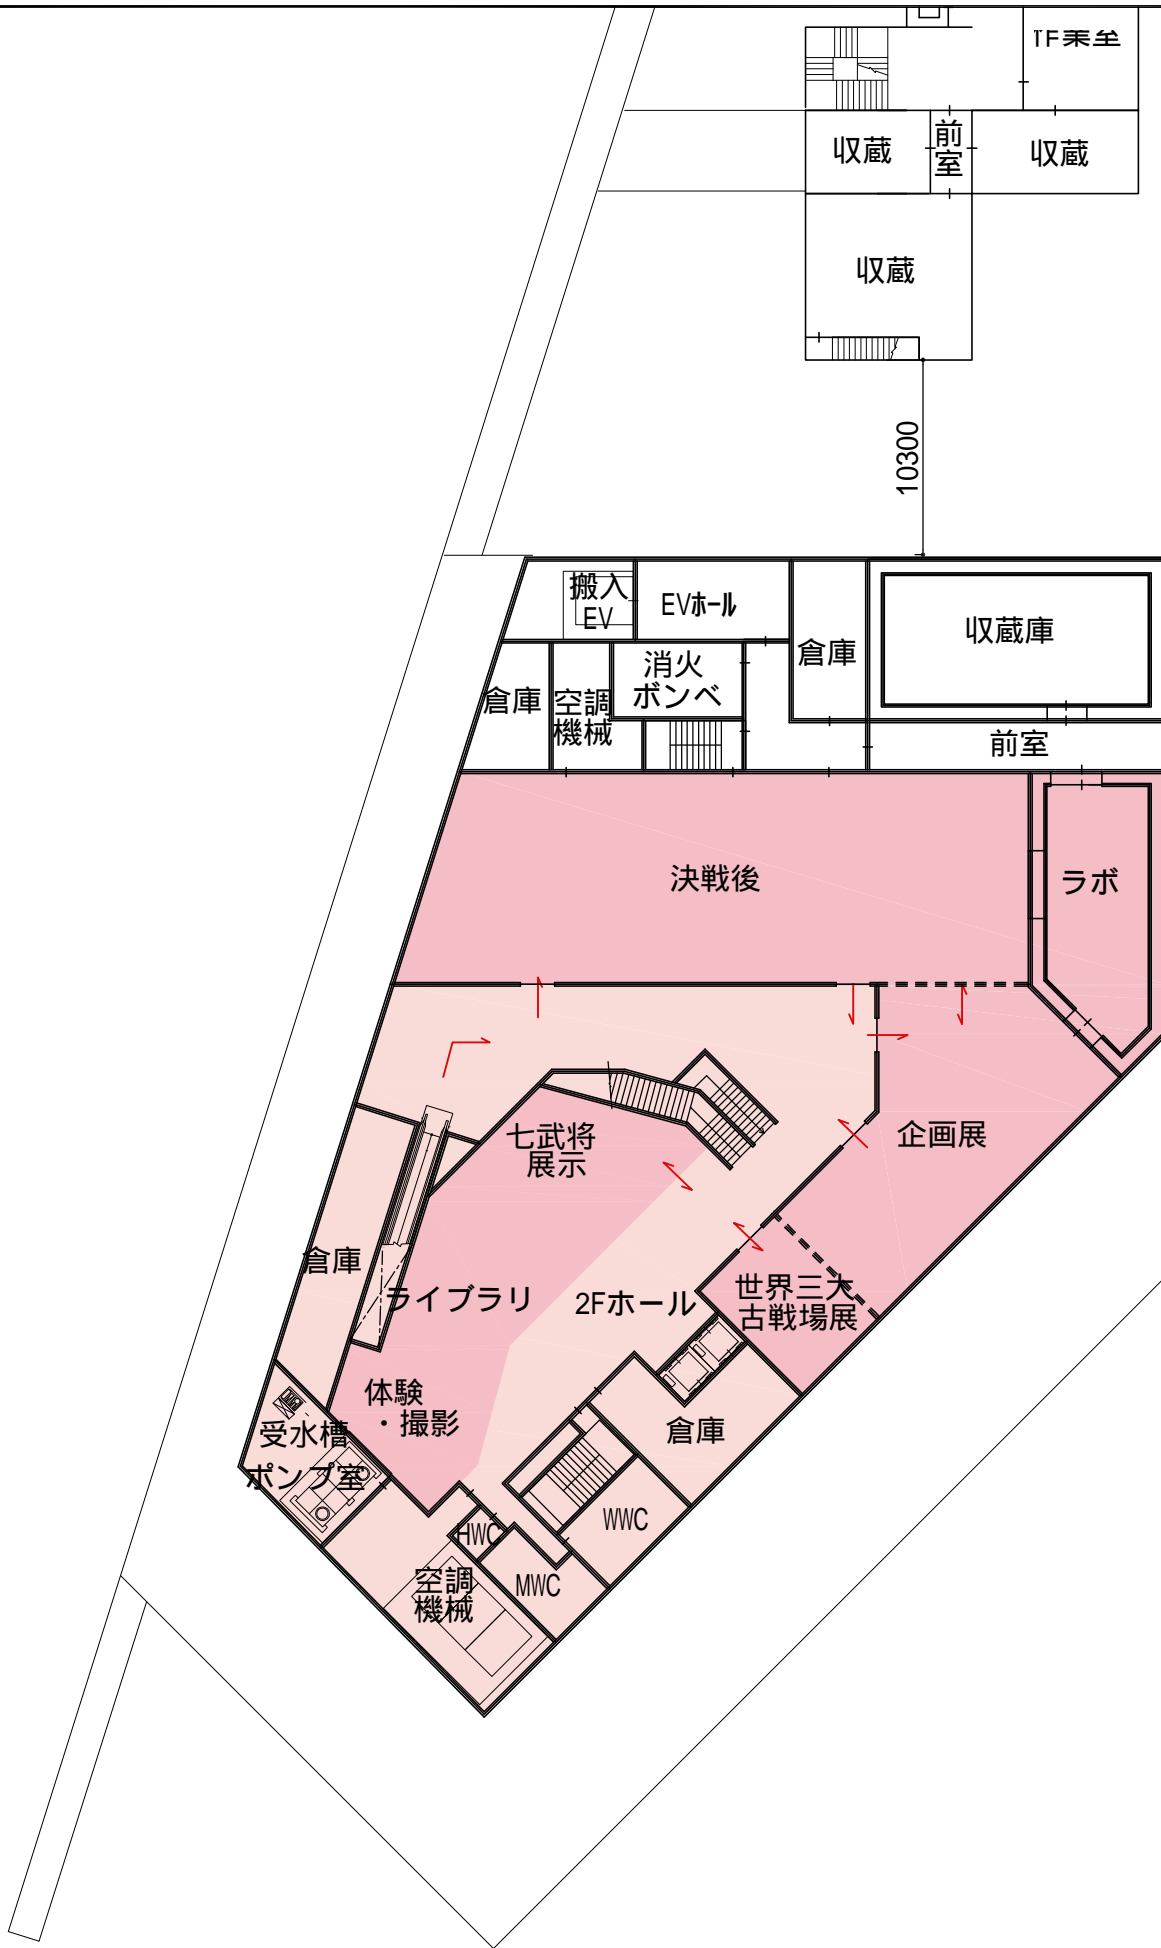 収蔵
前
室
収蔵
収蔵
10300
搬入
EV
EVホール
倉庫
収蔵庫
消火
ボンベ
倉庫
空調
機械
前室
決戦後
ラボ
七武将
展示
企画展
倉庫
ライブラリ
2Fホール
世界三大
古戦場展
体験
・撮影
倉庫
受水槽
ポンプ室
WWC
HWC
MWC
空調
機械